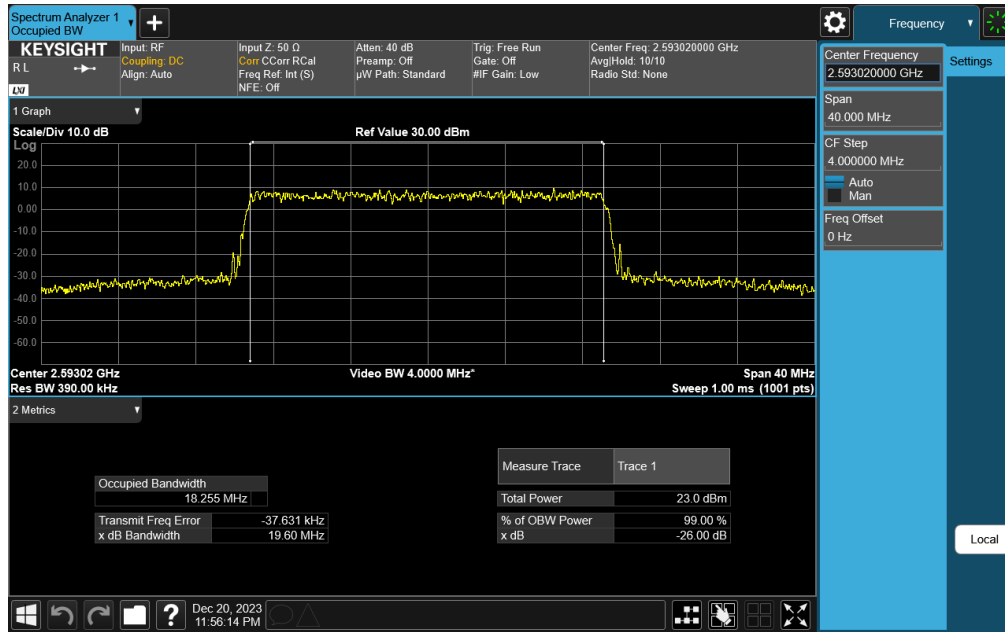 Spectrum Analyzer 1
Occupied BW
Frequency
KEYSIGHT
R L
LXI
Input: RF
Coupling: DC
Align: Auto
Input Z: 50 Ω
Corr CCorr RCal
Freq Ref: Int (S)
NFE: Off
Atten: 40 dB
Preamp: Off
µW Path: Standard
Trig: Free Run
Gate: Off
#IF Gain: Low
Center Freq: 2.593020000 GHz
Avg|Hold: 10/10
Radio Std: None
Center Frequency
2.593020000 GHz
Settings
Span
40.000 MHz
CF Step
4.000000 MHz
Auto
Man
Freq Offset
0 Hz
Local
1 Graph
Scale/Div 10.0 dB
Ref Value 30.00 dBm
Log
20.0
10.0
0.00
-10.0
-20.0
-30.0
-40.0
-50.0
-60.0
Center 2.59302 GHz
Video BW 4.0000 MHz*
Span 40 MHz
Res BW 390.00 kHz
Sweep 1.00 ms (1001 pts)
2 Metrics
Measure Trace Trace 1
Occupied Bandwidth
18.255 MHz
Total Power 23.0 dBm
Transmit Freq Error -37.631 kHz
% of OBW Power 99.00 %
x dB Bandwidth 19.60 MHz
x dB -26.00 dB
Dec 20, 2023
11:56:14 PM